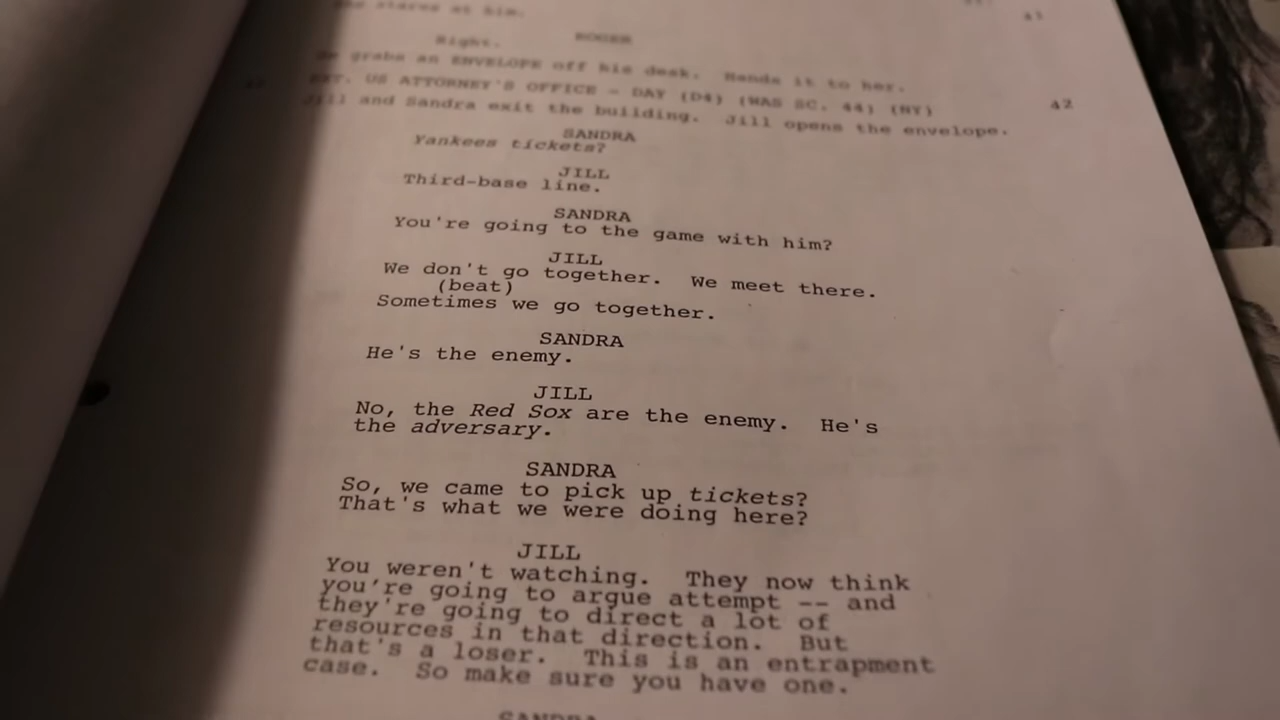 she stares at him.
41
ROGER
Right.
He grabs an ENVELOPE off his desk. Hands it to her.
42 EXT. US ATTORNEY'S OFFICE - DAY (D4) (WAS SC. 44) (NY) 42
Jill and Sandra exit the building. Jill opens the envelope.
SANDRA
Yankees tickets?
JILL
Third-base line.
SANDRA
You're going to the game with him?
JILL
We don't go together. We meet there.
(beat)
Sometimes we go together.
SANDRA
He's the enemy.
JILL
No, the Red Sox are the enemy. He's
the adversary.
SANDRA
So, we came to pick up tickets?
That's what we were doing here?
JILL
You weren't watching. They now think
you're going to argue attempt -- and
they're going to direct a lot of
resources in that direction. But
that's a loser. This is an entrapment
case. So make sure you have one.
SANDRA